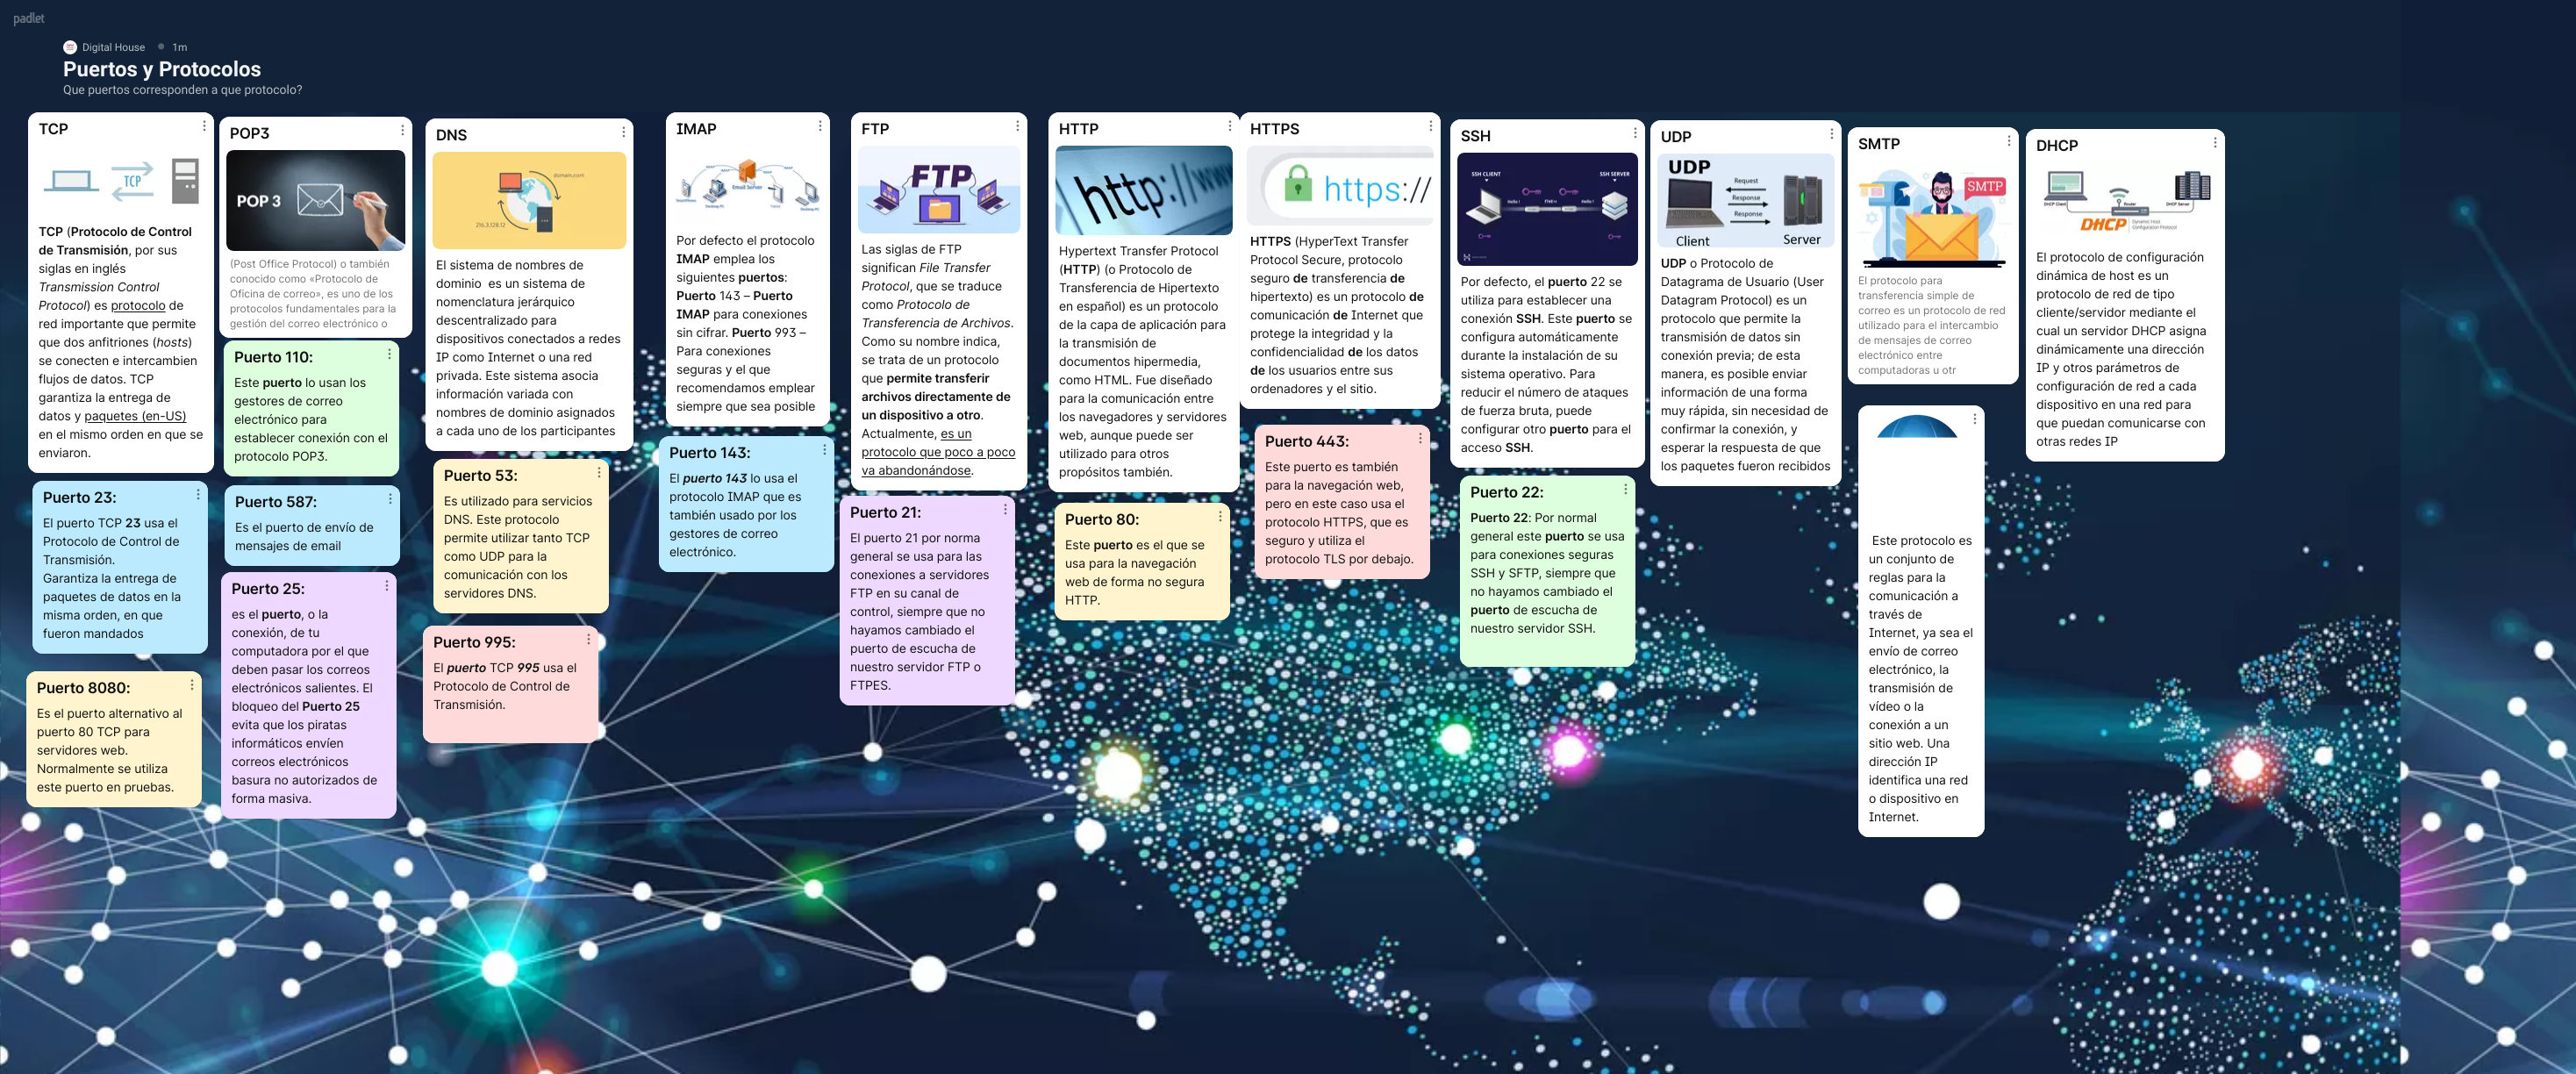 padlet
Digital House 1m
Puertos y Protocolos
Que puertos corresponden a que protocolo?
TCP
TCP
TCP (Protocolo de Control
de Transmisión, por sus
siglas en inglés
Transmission Control
Protocol) es protocolo de
red importante que permite
que dos anfitriones (hosts)
se conecten e intercambien
flujos de datos. TCP
garantiza la entrega de
datos y paquetes (en-US)
en el mismo orden en que se
enviaron.
Puerto 23:
El puerto TCP 23 usa el
Protocolo de Control de
Transmisión.
Garantiza la entrega de
paquetes de datos en la
misma orden, en que
fueron mandados
Puerto 8080:
Es el puerto alternativo al
puerto 80 TCP para
servidores web.
Normalmente se utiliza
este puerto en pruebas.
POP3
POP 3
(Post Office Protocol) o también
conocido como «Protocolo de
Oficina de correo», es uno de los
protocolos fundamentales para la
gestión del correo electrónico o
Puerto 110:
Este puerto lo usan los
gestores de correo
electrónico para
establecer conexión con el
protocolo POP3.
Puerto 587:
Es el puerto de envío de
mensajes de email
Puerto 25:
es el puerto, o la
conexión, de tu
computadora por el que
deben pasar los correos
electrónicos salientes. El
bloqueo del Puerto 25
evita que los piratas
informáticos envíen
correos electrónicos
basura no autorizados de
forma masiva.
DNS
domain.com
216.3.128.12
El sistema de nombres de
dominio es un sistema de
nomenclatura jerárquico
descentralizado para
dispositivos conectados a redes
IP como Internet o una red
privada. Este sistema asocia
información variada con
nombres de dominio asignados
a cada uno de los participantes
Puerto 53:
Es utilizado para servicios
DNS. Este protocolo
permite utilizar tanto TCP
como UDP para la
comunicación con los
servidores DNS.
Puerto 995:
El puerto TCP 995 usa el
Protocolo de Control de
Transmisión.
IMAP
Email Server
Por defecto el protocolo
IMAP emplea los
siguientes puertos:
Puerto 143 – Puerto
IMAP para conexiones
sin cifrar. Puerto 993 –
Para conexiones
seguras y el que
recomendamos emplear
siempre que sea posible
Puerto 143:
El puerto 143 lo usa el
protocolo IMAP que es
también usado por los
gestores de correo
electrónico.
FTP
FTP
Las siglas de FTP
significan File Transfer
Protocol, que se traduce
como Protocolo de
Transferencia de Archivos.
Como su nombre indica,
se trata de un protocolo
que permite transferir
archivos directamente de
un dispositivo a otro.
Actualmente, es un
protocolo que poco a poco
va abandonándose.
Puerto 21:
El puerto 21 por norma
general se usa para las
conexiones a servidores
FTP en su canal de
control, siempre que no
hayamos cambiado el
puerto de escucha de
nuestro servidor FTP o
FTPES.
HTTP
http://www
Hypertext Transfer Protocol
(HTTP) (o Protocolo de
Transferencia de Hipertexto
en español) es un protocolo
de la capa de aplicación para
la transmisión de
documentos hipermedia,
como HTML. Fue diseñado
para la comunicación entre
los navegadores y servidores
web, aunque puede ser
utilizado para otros
propósitos también.
Puerto 80:
Este puerto es el que se
usa para la navegación
web de forma no segura
HTTP.
HTTPS
https://
HTTPS (HyperText Transfer
Protocol Secure, protocolo
seguro de transferencia de
hipertexto) es un protocolo de
comunicación de Internet que
protege la integridad y la
confidencialidad de los datos
de los usuarios entre sus
ordenadores y el sitio.
Puerto 443:
Este puerto es también
para la navegación web,
pero en este caso usa el
protocolo HTTPS, que es
seguro y utiliza el
protocolo TLS por debajo.
SSH
SSH CLIENT SSH SERVER
Por defecto, el puerto 22 se
utiliza para establecer una
conexión SSH. Este puerto se
configura automáticamente
durante la instalación de su
sistema operativo. Para
reducir el número de ataques
de fuerza bruta, puede
configurar otro puerto para el
acceso SSH.
Puerto 22:
Puerto 22: Por normal
general este puerto se usa
para conexiones seguras
SSH y SFTP, siempre que
no hayamos cambiado el
puerto de escucha de
nuestro servidor SSH.
UDP
UDP
Request
Response
Response
Client Server
UDP o Protocolo de
Datagrama de Usuario (User
Datagram Protocol) es un
protocolo que permite la
transmisión de datos sin
conexión previa; de esta
manera, es posible enviar
información de una forma
muy rápida, sin necesidad de
confirmar la conexión, y
esperar la respuesta de que
los paquetes fueron recibidos
SMTP
SMTP
El protocolo para
transferencia simple de
correo es un protocolo de red
utilizado para el intercambio
de mensajes de correo
electrónico entre
computadoras u otr
Este protocolo es
un conjunto de
reglas para la
comunicación a
través de
Internet, ya sea el
envío de correo
electrónico, la
transmisión de
vídeo o la
conexión a un
sitio web. Una
dirección IP
identifica una red
o dispositivo en
Internet.
DHCP
DHCP Client Router DHCP Server
DHCP Dynamic Host
Configuration Protocol
El protocolo de configuración
dinámica de host es un
protocolo de red de tipo
cliente/servidor mediante el
cual un servidor DHCP asigna
dinámicamente una dirección
IP y otros parámetros de
configuración de red a cada
dispositivo en una red para
que puedan comunicarse con
otras redes IP